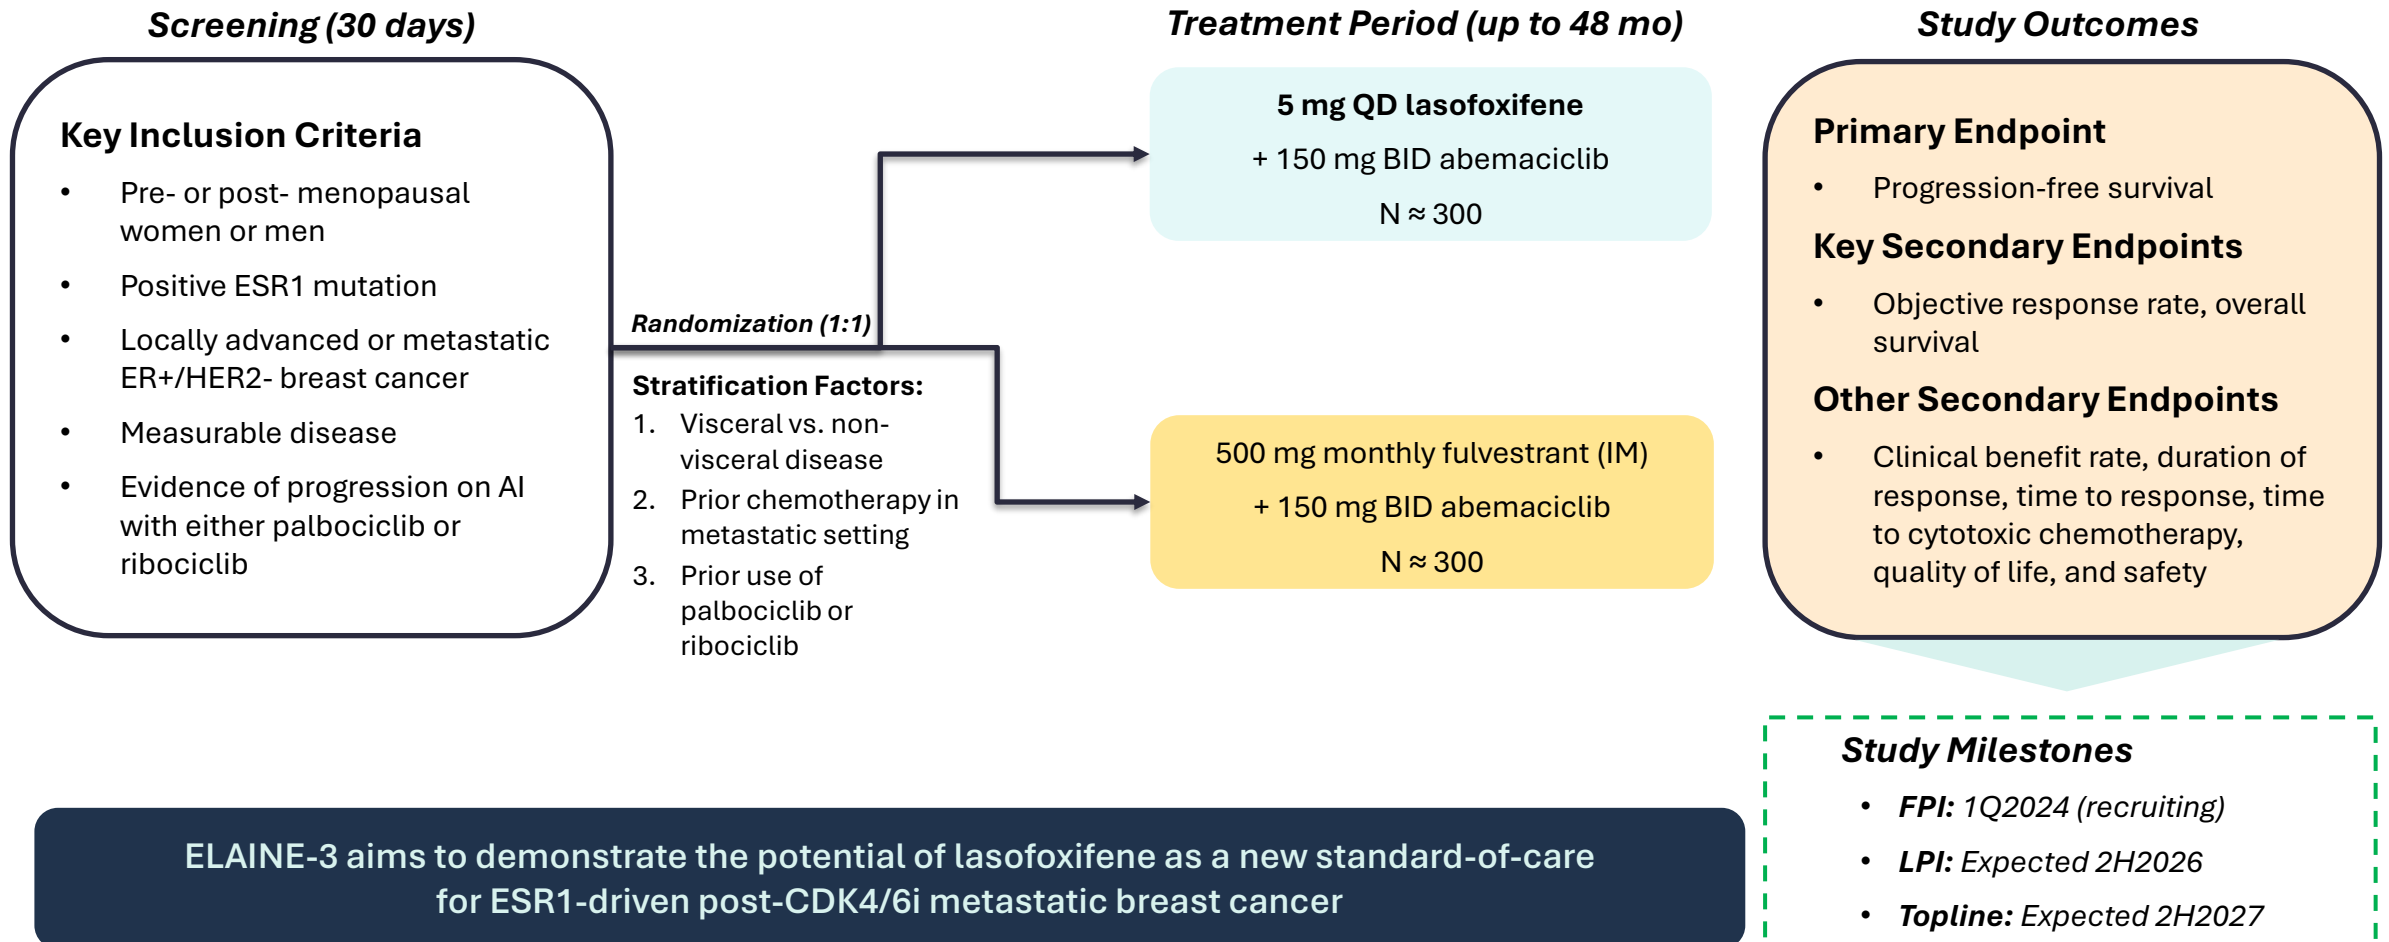 Screening (30 days)
Key Inclusion Criteria
• Pre- or post- menopausal
women or men
• Positive ESR1 mutation
• Locally advanced or metastatic
ER+/HER2- breast cancer
• Measurable disease
• Evidence of progression on AI
with either palbociclib or
ribociclib
Randomization (1:1)
Stratification Factors:
1. Visceral vs. non-
visceral disease
2. Prior chemotherapy in
metastatic setting
3. Prior use of
palbociclib or
ribociclib
Treatment Period (up to 48 mo)
5 mg QD lasofoxifene
+ 150 mg BID abemaciclib
N ≈ 300
500 mg monthly fulvestrant (IM)
+ 150 mg BID abemaciclib
N ≈ 300
Study Outcomes
Primary Endpoint
• Progression-free survival
Key Secondary Endpoints
• Objective response rate, overall
survival
Other Secondary Endpoints
• Clinical benefit rate, duration of
response, time to response, time
to cytotoxic chemotherapy,
quality of life, and safety
Study Milestones
• FPI: 1Q2024 (recruiting)
• LPI: Expected 2H2026
• Topline: Expected 2H2027
ELAINE-3 aims to demonstrate the potential of lasofoxifene as a new standard-of-care
for ESR1-driven post-CDK4/6i metastatic breast cancer